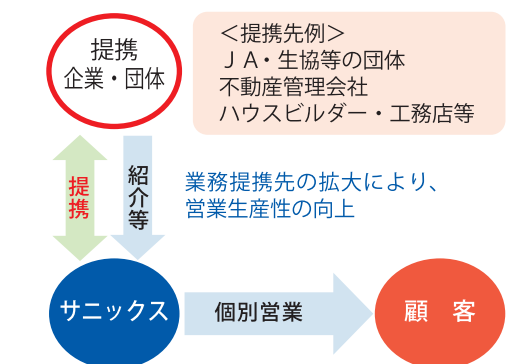 提携
企業・団体
＜提携先例＞
ＪＡ・生協等の団体
不動産管理会社
ハウスビルダー・工務店等
提携
紹介等
業務提携先の拡大により、
営業生産性の向上
サニックス
個別営業
顧　客